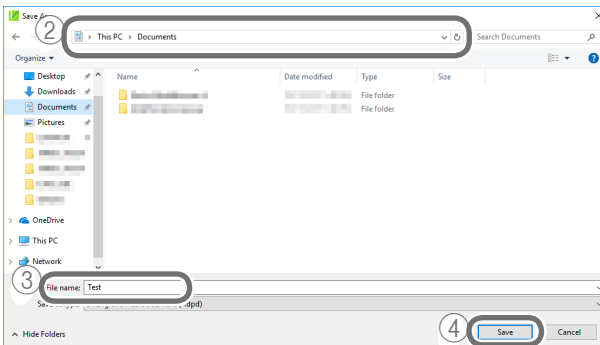 Save As
2
This PC > Documents
Search Documents
Organize
Desktop
Downloads
Documents
Pictures
OneDrive
This PC
Network
Name
Date modified
Type
Size
File folder
File folder
3
File name: Test
4
Save
Cancel
Hide Folders